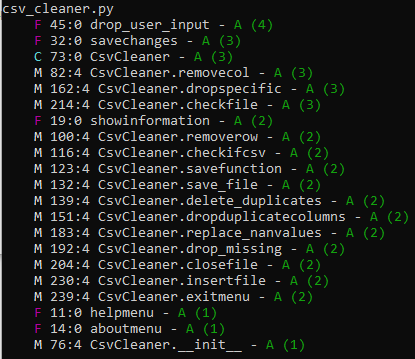 csv_cleaner.py
F 45:0 drop_user_input - A (4)
F 32:0 savechanges - A (3)
C 73:0 CsvCleaner - A (3)
M 82:4 CsvCleaner.removecol - A (3)
M 162:4 CsvCleaner.dropspecific - A (3)
M 214:4 CsvCleaner.checkfile - A (3)
F 19:0 showinformation - A (2)
M 100:4 CsvCleaner.removerow - A (2)
M 116:4 CsvCleaner.checkifcsv - A (2)
M 123:4 CsvCleaner.savefunction - A (2)
M 132:4 CsvCleaner.save_file - A (2)
M 139:4 CsvCleaner.delete_duplicates - A (2)
M 151:4 CsvCleaner.dropduplicatecolumns - A (2)
M 183:4 CsvCleaner.replace_nanvalues - A (2)
M 192:4 CsvCleaner.drop_missing - A (2)
M 204:4 CsvCleaner.closefile - A (2)
M 230:4 CsvCleaner.insertfile - A (2)
M 239:4 CsvCleaner.exitmenu - A (2)
F 11:0 helpmenu - A (1)
F 14:0 aboutmenu - A (1)
M 76:4 CsvCleaner.__init__ - A (1)